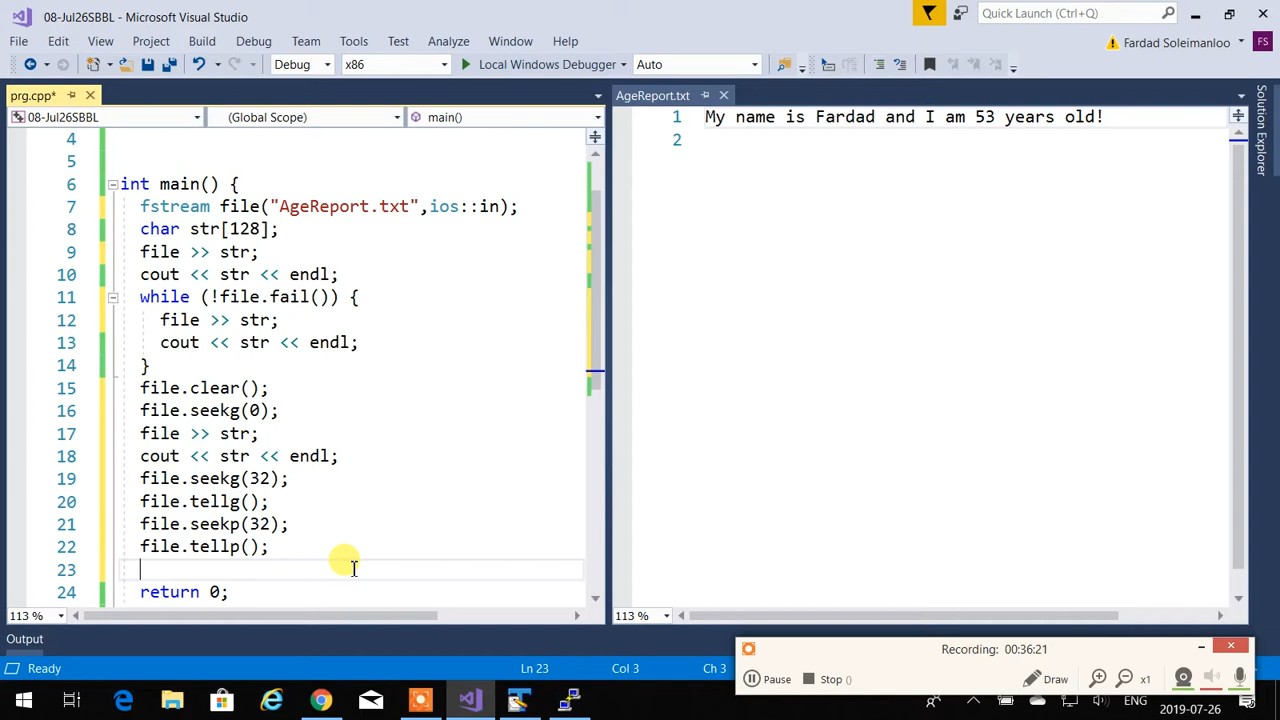 08-Jul26SBBL - Microsoft Visual Studio
Quick Launch (Ctrl+Q)
File Edit View Project Build Debug Team Tools Test Analyze Window Help
Fardad Soleimanloo FS
Debug x86 Local Windows Debugger Auto
prg.cpp*
08-Jul26SBBL (Global Scope) main()
4
5
6 int main() {
7 fstream file("AgeReport.txt",ios::in);
8 char str[128];
9 file >> str;
10 cout << str << endl;
11 while (!file.fail()) {
12 file >> str;
13 cout << str << endl;
14 }
15 file.clear();
16 file.seekg(0);
17 file >> str;
18 cout << str << endl;
19 file.seekg(32);
20 file.tellg();
21 file.seekp(32);
22 file.tellp();
23
24 return 0;
113 %
AgeReport.txt
1 My name is Fardad and I am 53 years old!
2
113 %
Solution Explorer
Output
Ready Ln 23 Col 3 Ch 3
Recording: 00:36:21
Pause Stop () Draw x1
ENG 2019-07-26